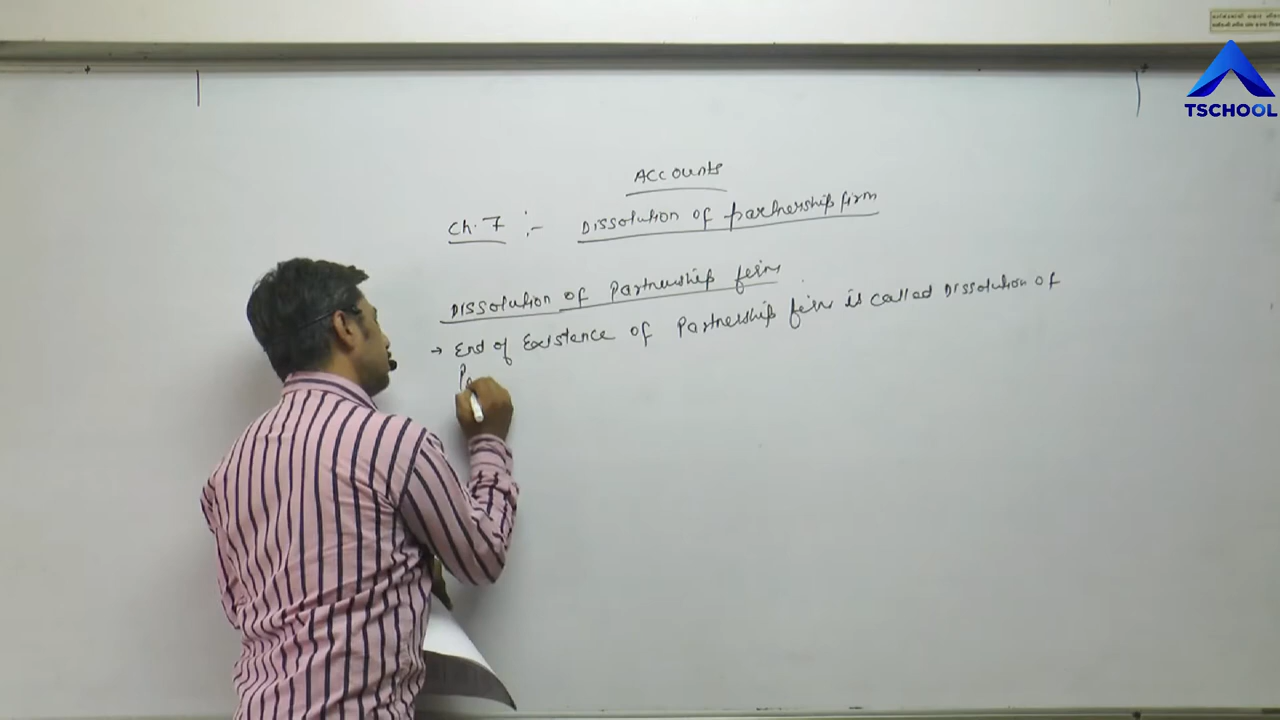 TSCHOOL
Accounts
Ch. 7 :- Dissolution of partnership firm
Dissolution of Partnership firm
→ End of Existence of Partnership firm is called Dissolution of
Pa